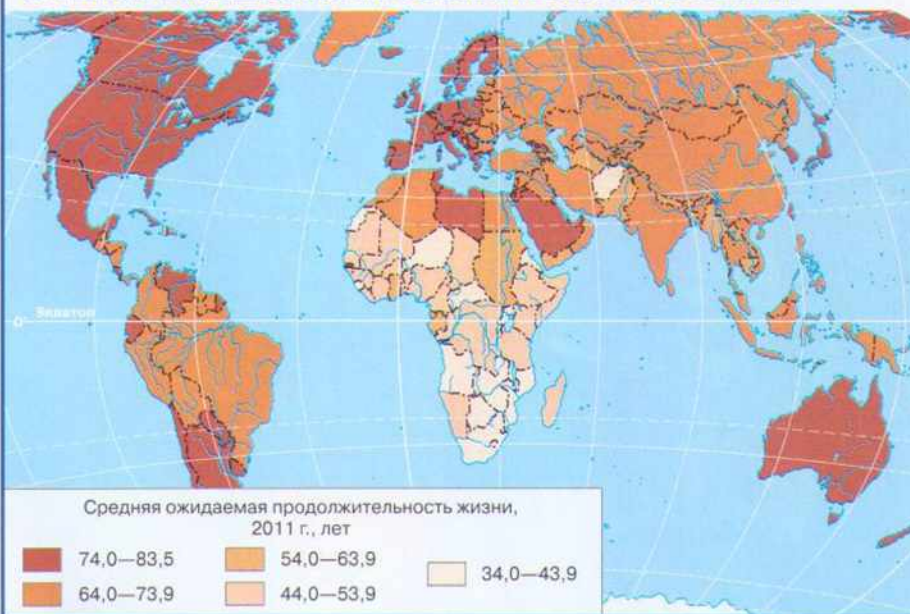 0° Экватор
Средняя ожидаемая продолжительность жизни,
2011 г., лет
74,0—83,5
54,0—63,9
34,0—43,9
64,0—73,9
44,0—53,9